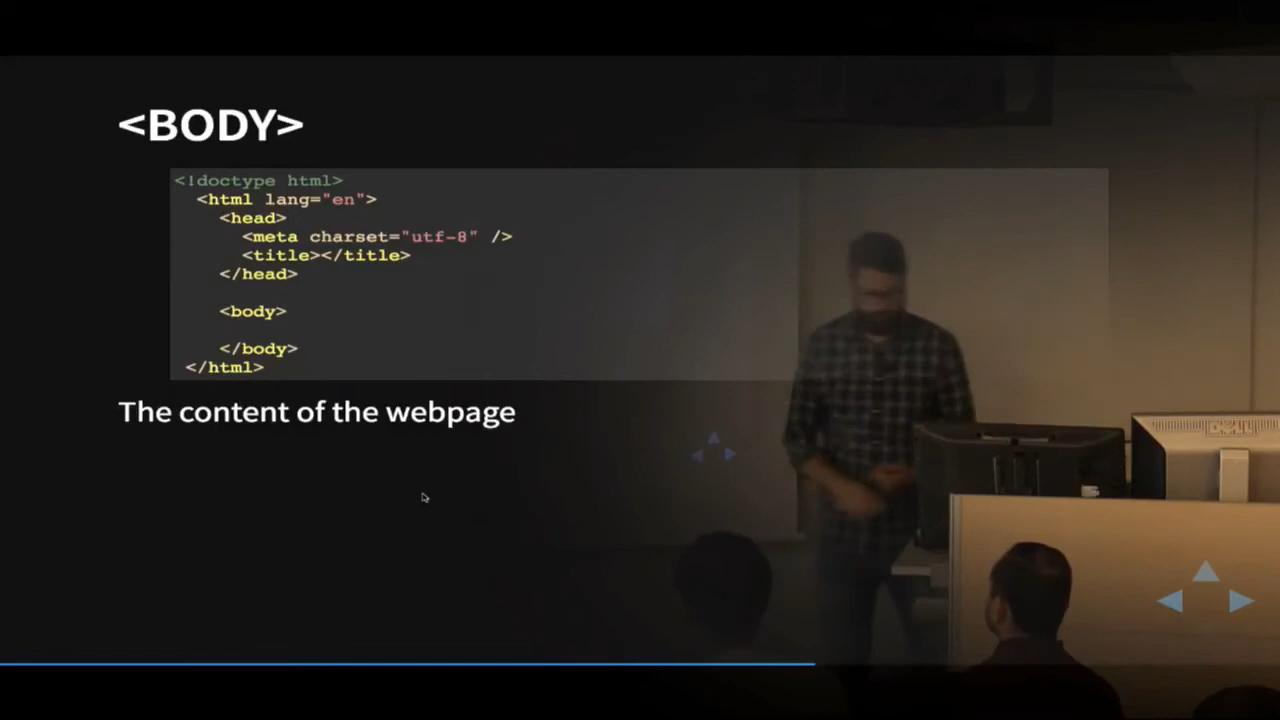 <BODY>
<!doctype html>
<html lang="en">
<head>
<meta charset="utf-8" />
<title></title>
</head>
<body>
</body>
</html>
The content of the webpage
DELL